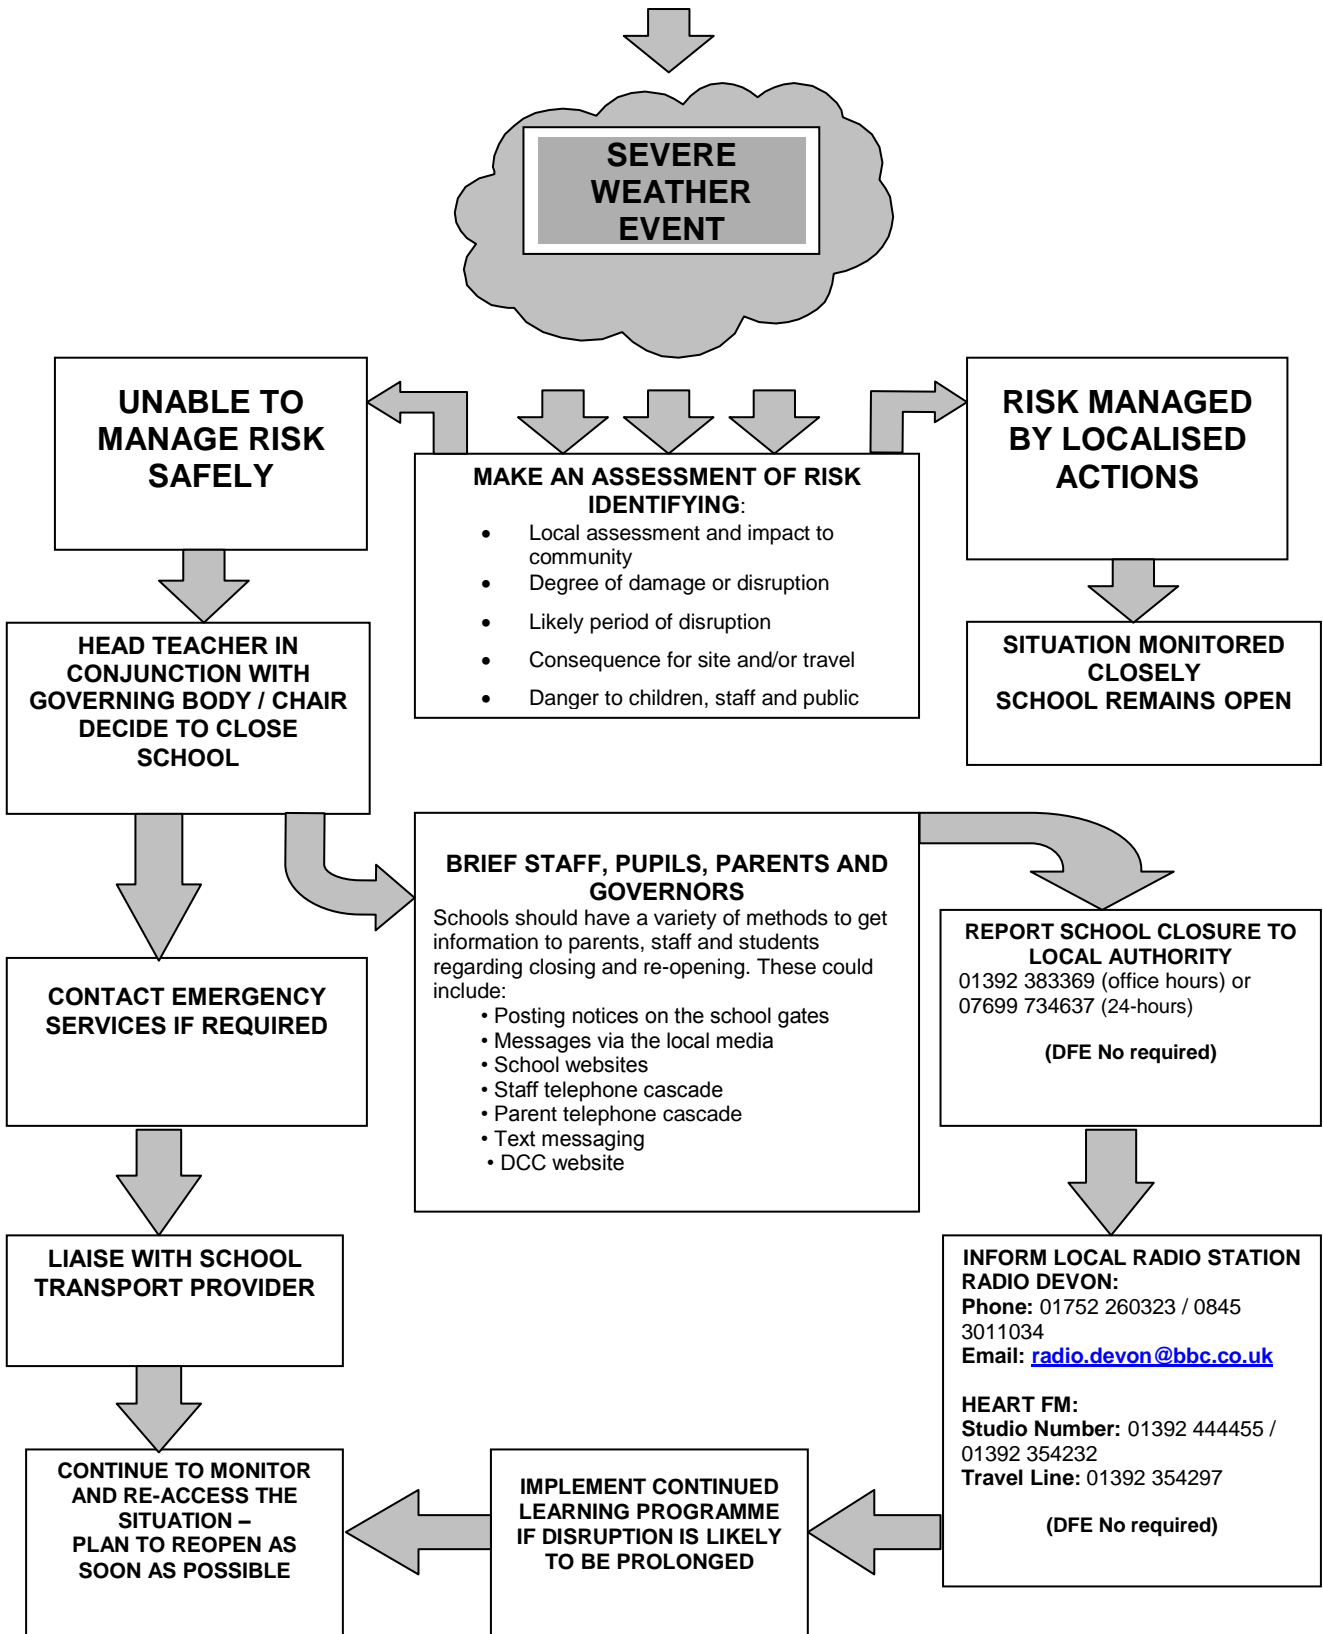 SEVERE
WEATHER
EVENT
UNABLE TO
MANAGE RISK
SAFELY
MAKE AN ASSESSMENT OF RISK
IDENTIFYING:
• Local assessment and impact to
community
• Degree of damage or disruption
• Likely period of disruption
• Consequence for site and/or travel
• Danger to children, staff and public
RISK MANAGED
BY LOCALISED
ACTIONS
HEAD TEACHER IN
CONJUNCTION WITH
GOVERNING BODY / CHAIR
DECIDE TO CLOSE
SCHOOL
SITUATION MONITORED
CLOSELY
SCHOOL REMAINS OPEN
BRIEF STAFF, PUPILS, PARENTS AND
GOVERNORS
Schools should have a variety of methods to get
information to parents, staff and students
regarding closing and re-opening. These could
include:
• Posting notices on the school gates
• Messages via the local media
• School websites
• Staff telephone cascade
• Parent telephone cascade
• Text messaging
• DCC website
REPORT SCHOOL CLOSURE TO
LOCAL AUTHORITY
01392 383369 (office hours) or
07699 734637 (24-hours)
(DFE No required)
CONTACT EMERGENCY
SERVICES IF REQUIRED
LIAISE WITH SCHOOL
TRANSPORT PROVIDER
INFORM LOCAL RADIO STATION
RADIO DEVON:
Phone: 01752 260323 / 0845
3011034
Email: radio.devon@bbc.co.uk
HEART FM:
Studio Number: 01392 444455 /
01392 354232
Travel Line: 01392 354297
(DFE No required)
CONTINUE TO MONITOR
AND RE-ACCESS THE
SITUATION –
PLAN TO REOPEN AS
SOON AS POSSIBLE
IMPLEMENT CONTINUED
LEARNING PROGRAMME
IF DISRUPTION IS LIKELY
TO BE PROLONGED